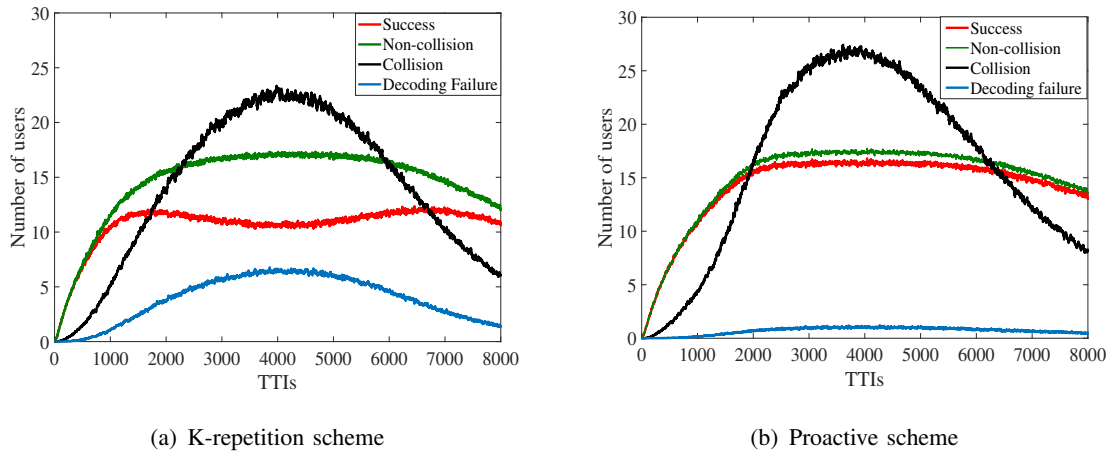 30
25
20
15
10
5
0
Number of users
0 1000 2000 3000 4000 5000 6000 7000 8000
TTIs
Success
Non-collision
Collision
Decoding Failure
(a) K-repetition scheme
30
25
20
15
10
5
0
Number of users
0 1000 2000 3000 4000 5000 6000 7000 8000
TTIs
Success
Non-collision
Collision
Decoding failure
(b) Proactive scheme